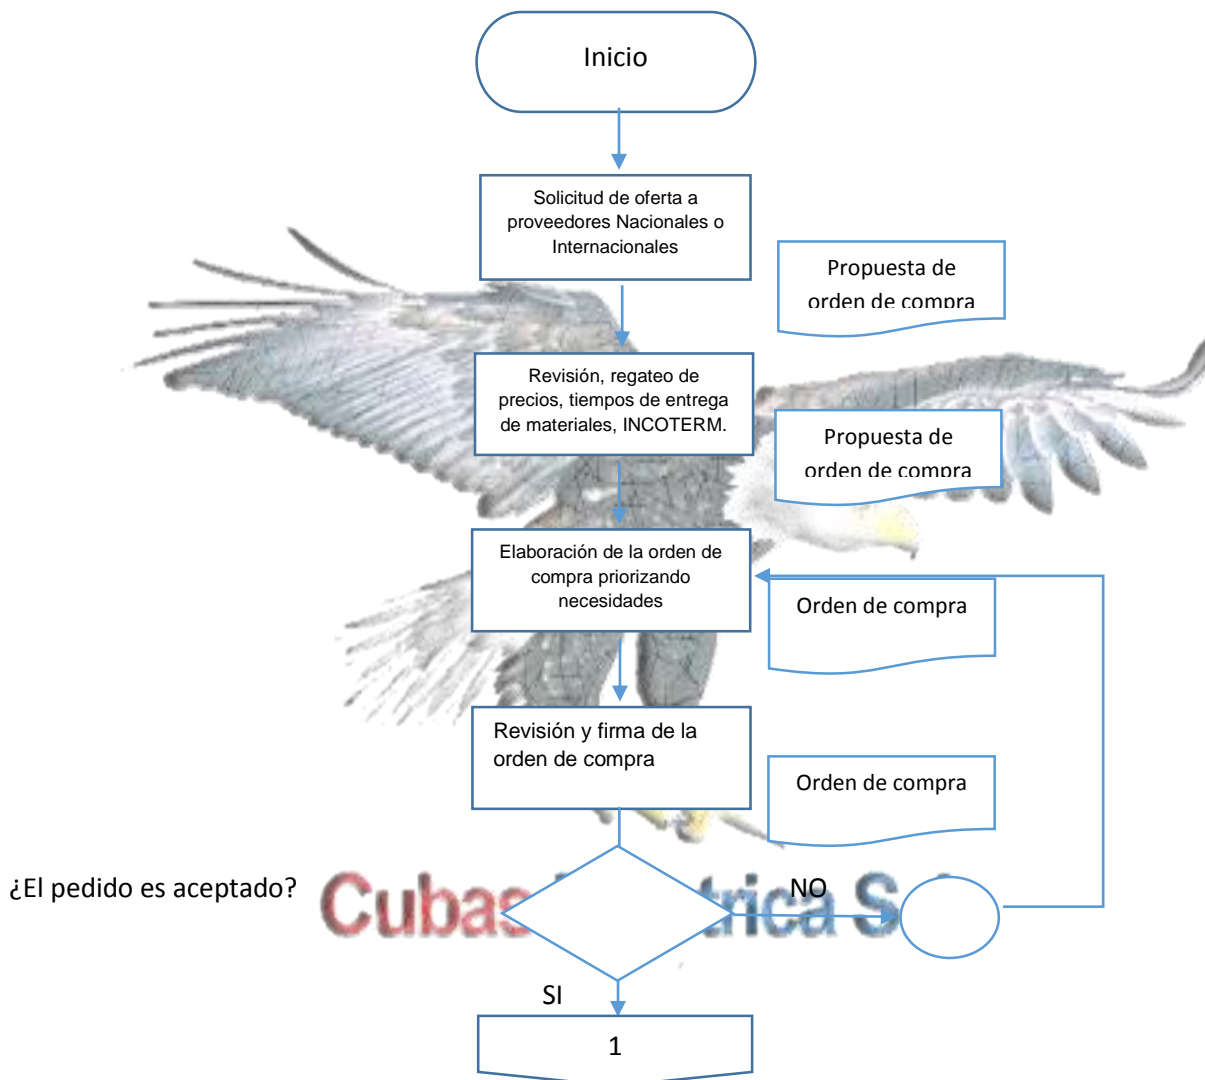 Inicio
Solicitud de oferta a
proveedores Nacionales o
Internacionales
Propuesta de
orden de compra
Revisión, regateo de
precios, tiempos de entrega
de materiales, INCOTERM.
Propuesta de
orden de compra
Elaboración de la orden de
compra priorizando
necesidades
Orden de compra
Revisión y firma de la
orden de compra
Orden de compra
¿El pedido es aceptado?
Cubas
NO
SI
1